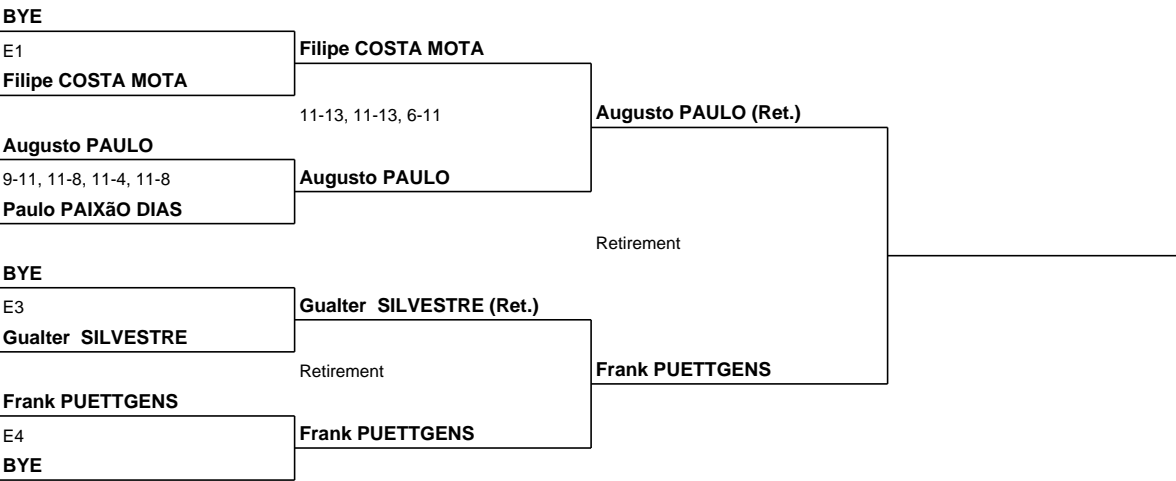 BYE
E1
Filipe COSTA MOTA
Filipe COSTA MOTA
11-13, 11-13, 6-11
Augusto PAULO (Ret.)
Augusto PAULO
9-11, 11-8, 11-4, 11-8
Augusto PAULO
Paulo PAIXãO DIAS
Retirement
BYE
E3
Gualter  SILVESTRE (Ret.)
Gualter  SILVESTRE
Retirement
Frank PUETTGENS
Frank PUETTGENS
E4
Frank PUETTGENS
BYE